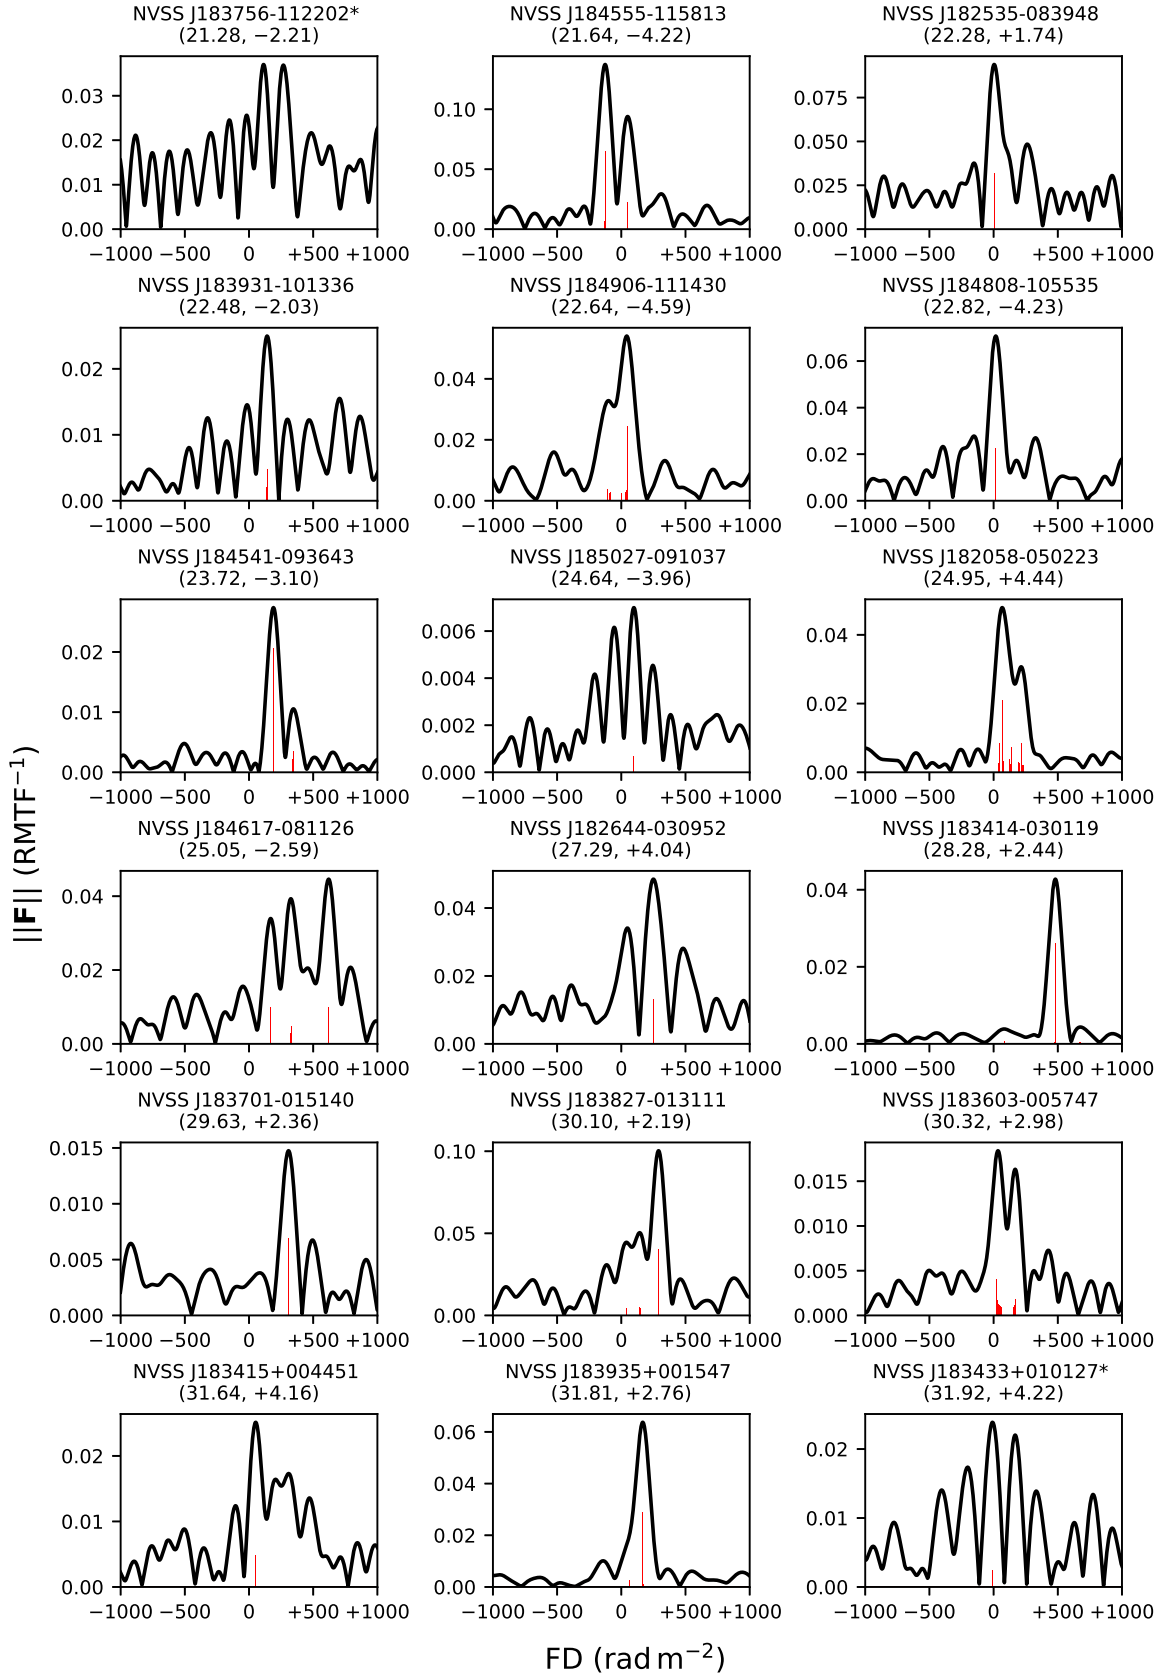 NVSS J183756-112202*
(21.28, −2.21)
NVSS J184555-115813
(21.64, −4.22)
NVSS J182535-083948
(22.28, +1.74)
0.03
0.02
0.01
0.00
−1000 −500 0 +500 +1000
0.10
0.05
0.00
−1000 −500 0 +500 +1000
0.075
0.050
0.025
0.000
−1000 −500 0 +500 +1000
NVSS J183931-101336
(22.48, −2.03)
NVSS J184906-111430
(22.64, −4.59)
NVSS J184808-105535
(22.82, −4.23)
0.02
0.01
0.00
−1000 −500 0 +500 +1000
0.04
0.02
0.00
−1000 −500 0 +500 +1000
0.06
0.04
0.02
0.00
−1000 −500 0 +500 +1000
NVSS J184541-093643
(23.72, −3.10)
NVSS J185027-091037
(24.64, −3.96)
NVSS J182058-050223
(24.95, +4.44)
0.02
0.01
0.00
−1000 −500 0 +500 +1000
0.006
0.004
0.002
0.000
−1000 −500 0 +500 +1000
0.04
0.02
0.00
−1000 −500 0 +500 +1000
NVSS J184617-081126
(25.05, −2.59)
NVSS J182644-030952
(27.29, +4.04)
NVSS J183414-030119
(28.28, +2.44)
0.04
0.02
0.00
−1000 −500 0 +500 +1000
0.06
0.04
0.02
0.00
−1000 −500 0 +500 +1000
0.04
0.02
0.00
−1000 −500 0 +500 +1000
NVSS J183701-015140
(29.63, +2.36)
NVSS J183827-013111
(30.10, +2.19)
NVSS J183603-005747
(30.32, +2.98)
0.015
0.010
0.005
0.000
−1000 −500 0 +500 +1000
0.10
0.05
0.00
−1000 −500 0 +500 +1000
0.015
0.010
0.005
0.000
−1000 −500 0 +500 +1000
NVSS J183415+004451
(31.64, +4.16)
NVSS J183935+001547
(31.81, +2.76)
NVSS J183433+010127*
(31.92, +4.22)
0.02
0.01
0.00
−1000 −500 0 +500 +1000
0.06
0.04
0.02
0.00
−1000 −500 0 +500 +1000
0.02
0.01
0.00
−1000 −500 0 +500 +1000
||F|| (RMTF⁻¹)
FD (rad m⁻²)